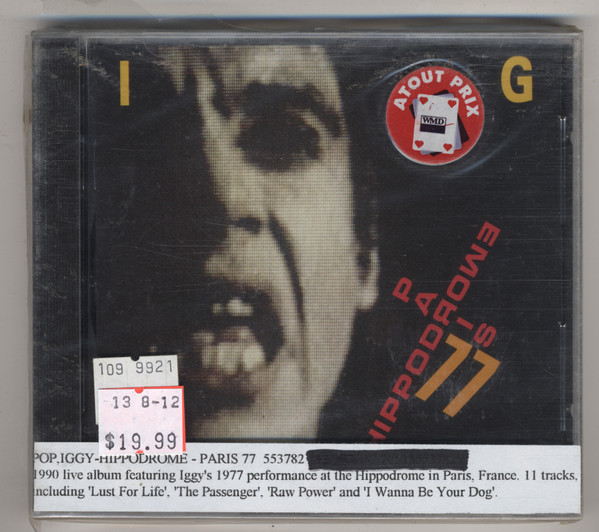 I G
ATOUT PRIX
WMD
PARIS
HIPPODROME
77
109 9921
13 8-12
$19.99
POP,IGGY-HIPPODROME - PARIS 77 553782
1990 live album featuring Iggy's 1977 performance at the Hippodrome in Paris, France. 11 tracks,
including 'Lust For Life', 'The Passenger', 'Raw Power' and 'I Wanna Be Your Dog'.